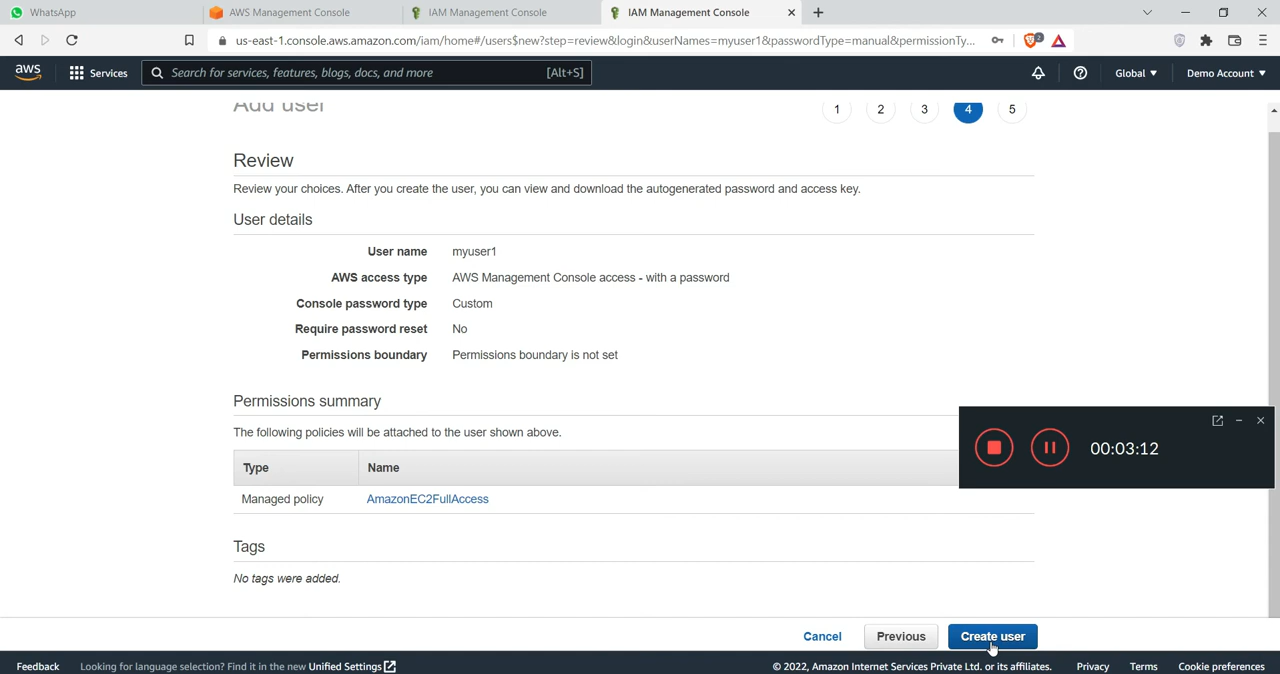 WhatsApp
AWS Management Console
IAM Management Console
IAM Management Console
us-east-1.console.aws.amazon.com/iam/home#/users$new?step=review&login&userNames=myuser1&passwordType=manual&permissionTy...
2
aws
Services
Search for services, features, blogs, docs, and more
[Alt+S]
Global
Demo Account
Add user
1
2
3
4
5
Review
Review your choices. After you create the user, you can view and download the autogenerated password and access key.
User details
User name myuser1
AWS access type AWS Management Console access - with a password
Console password type Custom
Require password reset No
Permissions boundary Permissions boundary is not set
Permissions summary
The following policies will be attached to the user shown above.
00:03:12
Type Name
Managed policy AmazonEC2FullAccess
Tags
No tags were added.
Cancel
Previous
Create user
Feedback
Looking for language selection? Find it in the new Unified Settings
© 2022, Amazon Internet Services Private Ltd. or its affiliates.
Privacy
Terms
Cookie preferences